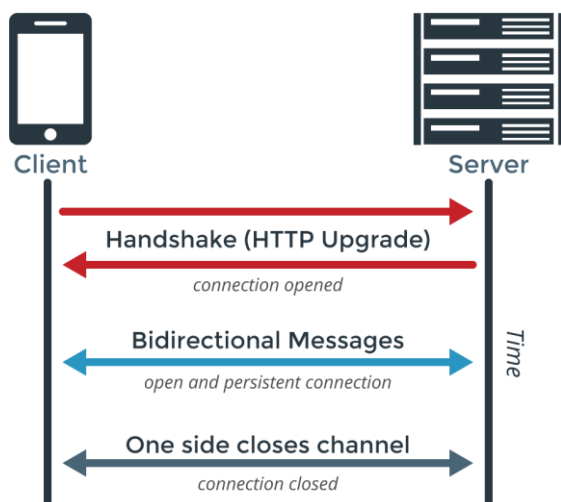 Client
Server
Handshake (HTTP Upgrade)
connection opened
Bidirectional Messages
open and persistent connection
Time
One side closes channel
connection closed